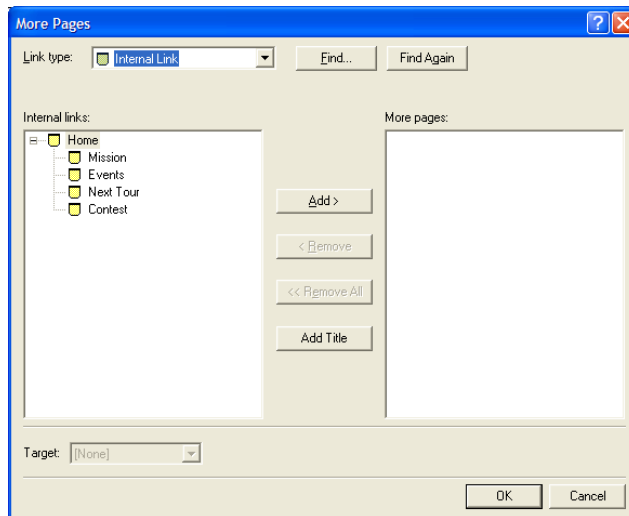 More Pages
Link type: Internal Link Find... Find Again
Internal links: More pages:
Home
Mission
Events
Next Tour
Contest
Add >
< Remove
<< Remove All
Add Title
Target: [None]
OK Cancel